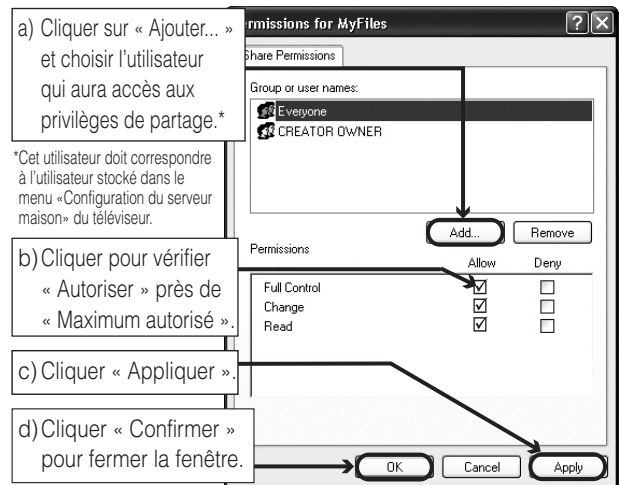 a) Cliquer sur « Ajouter... »
et choisir l'utilisateur
qui aura accès aux
privilèges de partage.*
*Cet utilisateur doit correspondre
à l'utilisateur stocké dans le
menu «Configuration du serveur
maison» du téléviseur.
b) Cliquer pour vérifier
« Autoriser » près de
« Maximum autorisé ».
c) Cliquer « Appliquer ».
d) Cliquer « Confirmer »
pour fermer la fenêtre.
rmissions for MyFiles
Share Permissions
Group or user names:
Everyone
CREATOR OWNER
Add... Remove
Permissions Allow Deny
Full Control
Change
Read
OK Cancel Apply